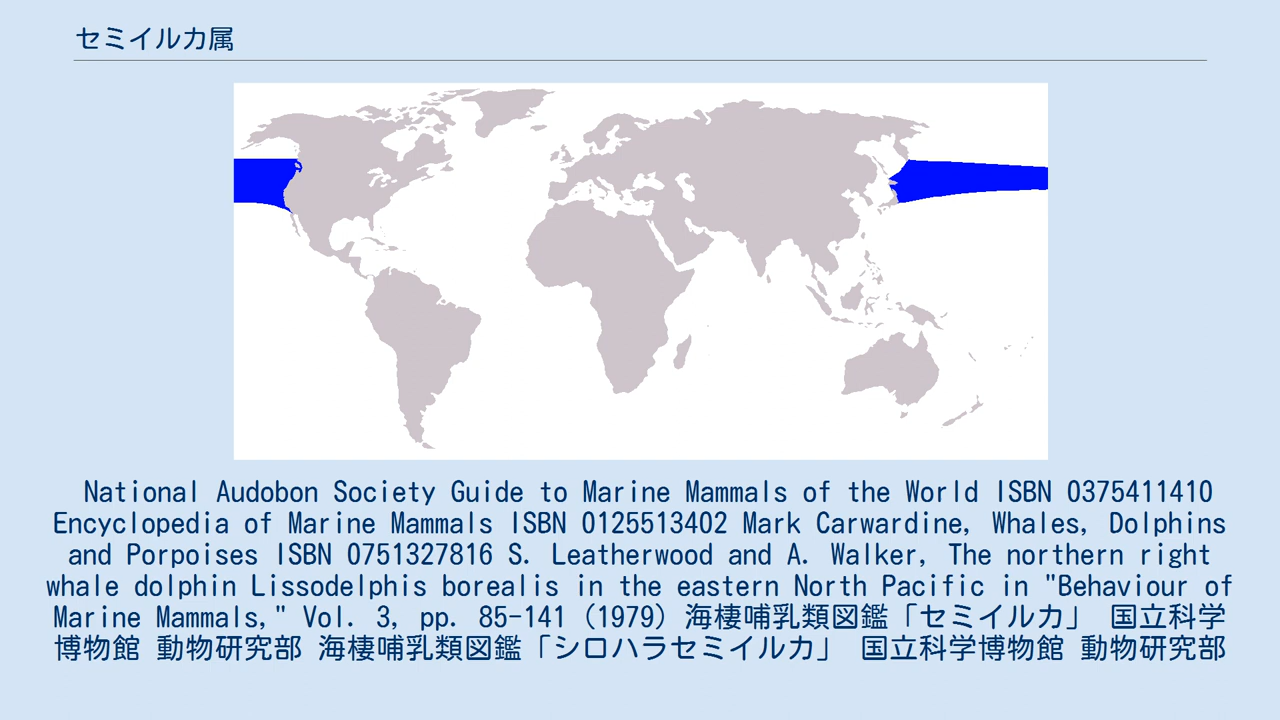 セミイルカ属
National Audobon Society Guide to Marine Mammals of the World ISBN 0375411410
Encyclopedia of Marine Mammals ISBN 0125513402 Mark Carwardine, Whales, Dolphins
and Porpoises ISBN 0751327816 S. Leatherwood and A. Walker, The northern right
whale dolphin Lissodelphis borealis in the eastern North Pacific in "Behaviour of
Marine Mammals," Vol. 3, pp. 85-141 (1979) 海棲哺乳類図鑑「セミイルカ」 国立科学
博物館 動物研究部 海棲哺乳類図鑑「シロハラセミイルカ」 国立科学博物館 動物研究部